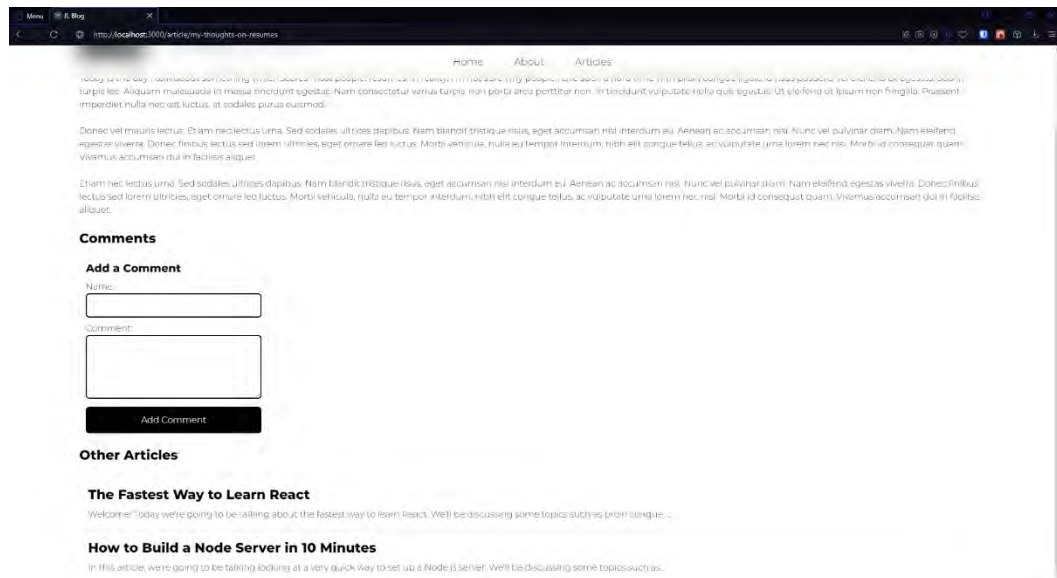 Menu JL Blog
http://localhost:3000/article/my-thoughts-on-resumes
Home About Articles
turpis leo. Aliquam malesuada in massa tincidunt egestas. Nam consectetur varius turpis, non porta arcu porttitor non. In tincidunt vulputate nulla quis egestas. Ut eleifend ut ipsum non fringilla. Praesent
imperdiet nulla nec est luctus, at sodales purus euismod.
Donec vel mauris lectus. Etiam nec lectus urna. Sed sodales ultrices dapibus. Nam blandit tristique risus, eget accumsan nisl interdum eu. Aenean ac accumsan nisi. Nunc vel pulvinar diam. Nam eleifend
egestas viverra. Donec finibus lectus sed lorem ultricies, eget ornare leo luctus. Morbi vehicula, nulla eu tempor interdum, nibh elit congue tellus, ac vulputate urna lorem nec nisi. Morbi id consequat quam.
Vivamus accumsan dui in facilisis aliquet.
Etiam nec lectus urna. Sed sodales ultrices dapibus. Nam blandit tristique risus, eget accumsan nisl interdum eu. Aenean ac accumsan nisi. Nunc vel pulvinar diam. Nam eleifend egestas viverra. Donec finibus
lectus sed lorem ultricies, eget ornare leo luctus. Morbi vehicula, nulla eu tempor interdum, nibh elit congue tellus, ac vulputate urna lorem nec nisl. Morbi id consequat quam. Vivamus accumsan dui in facilisis
aliquet.
Comments
Add a Comment
Name:
Comment:
Add Comment
Other Articles
The Fastest Way to Learn React
Welcome! Today we're going to be talking about the fastest way to learn React. We'll be discussing some topics such as proin congue ...
How to Build a Node Server in 10 Minutes
In this article, we're going to be talking looking at a very quick way to set up a Node.js server. We'll be discussing some topics such as...